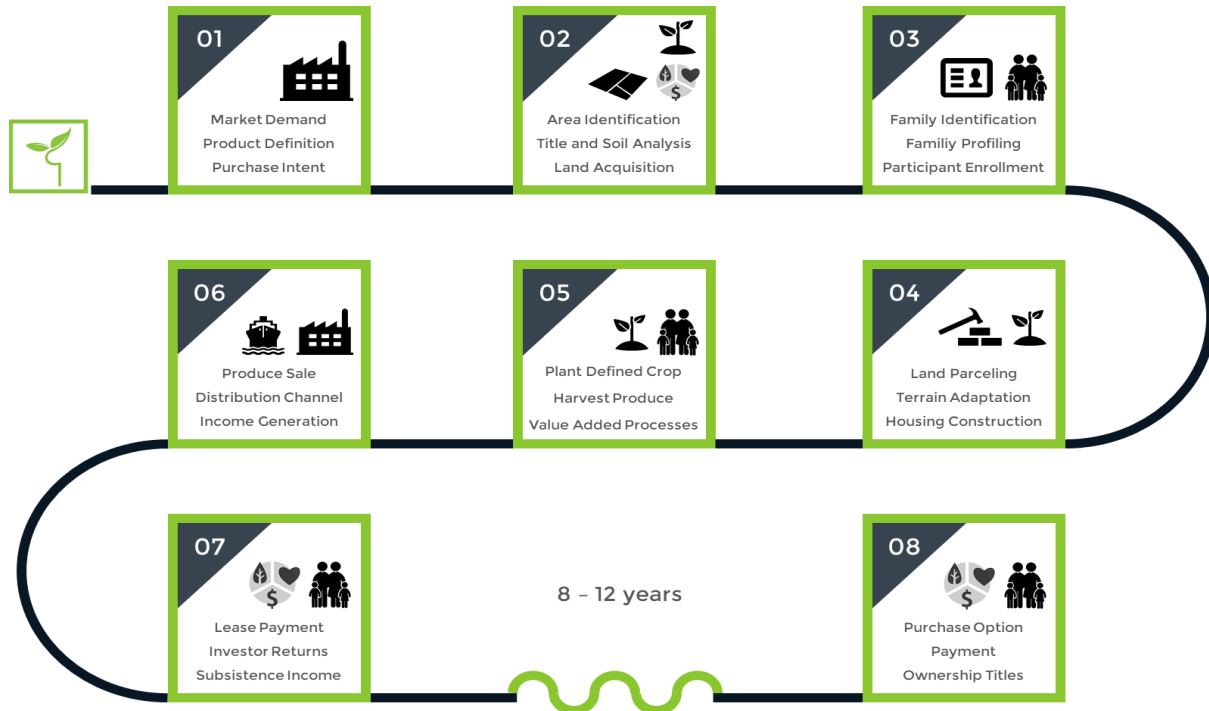 01
Market Demand
Product Definition
Purchase Intent
02
Area Identification
Title and Soil Analysis
Land Acquisition
03
Family Identification
Familiy Profiling
Participant Enrollment
04
Land Parceling
Terrain Adaptation
Housing Construction
05
Plant Defined Crop
Harvest Produce
Value Added Processes
06
Produce Sale
Distribution Channel
Income Generation
07
Lease Payment
Investor Returns
Subsistence Income
8 – 12 years
08
Purchase Option
Payment
Ownership Titles